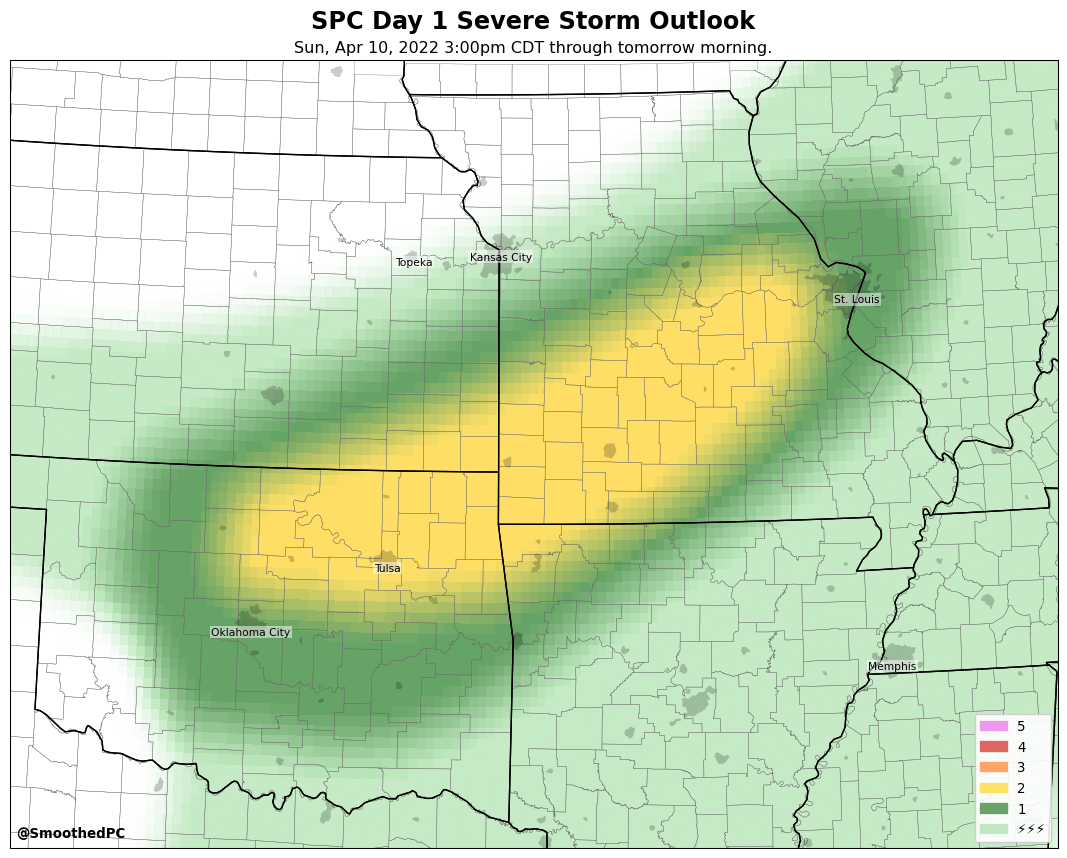 SPC Day 1 Severe Storm Outlook
Sun, Apr 10, 2022 3:00pm CDT through tomorrow morning.
Topeka
Kansas City
St. Louis
Tulsa
Oklahoma City
Memphis
5
4
3
2
1
⚡⚡⚡
@SmoothedPC